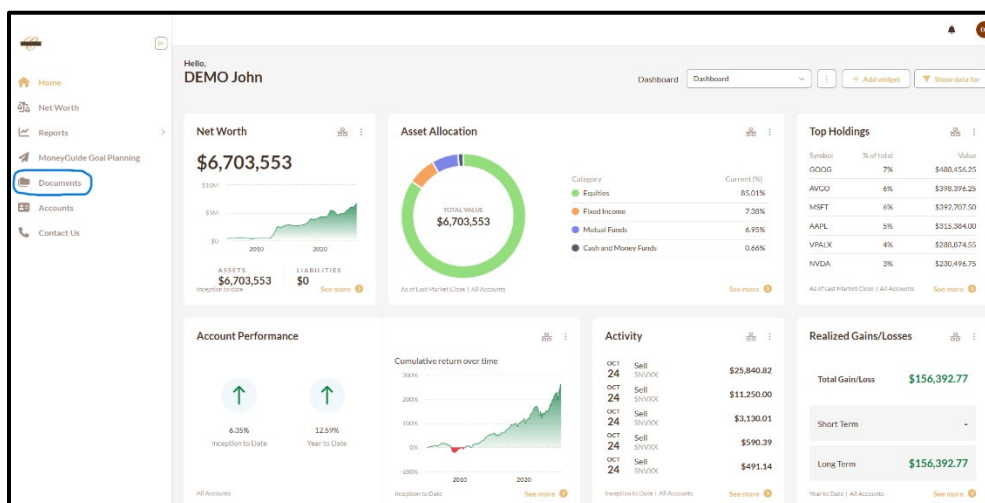 Home
Net Worth
Reports
MoneyGuide Goal Planning
Documents
Accounts
Contact Us
Hello,
DEMO John
Dashboard
Dashboard
+ Add widget
Show data for
Net Worth
$6,703,553
$10M
$5M
$0
2010
2020
ASSETS
$6,703,553
LIABILITIES
$0
Inception to date
See more
Asset Allocation
TOTAL VALUE
$6,703,553
Category Current (%)
Equities 85.01%
Fixed Income 7.38%
Mutual Funds 6.95%
Cash and Money Funds 0.66%
As of Last Market Close | All Accounts
See more
Top Holdings
Symbol % of total Value
GOOG 7% $480,456.25
AVGO 6% $398,396.25
MSFT 6% $392,707.50
AAPL 5% $315,384.00
VPALX 4% $280,874.55
NVDA 3% $230,496.75
As of Last Market Close | All Accounts
See more
Account Performance
6.35%
Inception to Date
12.59%
Year to Date
All Accounts
Cumulative return over time
300%
200%
100%
0%
-100%
2010
2020
Inception to Date
See more
Activity
OCT 24 Sell SNVXX $25,840.82
OCT 24 Sell SNVXX $11,250.00
OCT 24 Sell SNVXX $3,130.01
OCT 24 Sell SNVXX $590.39
OCT 24 Sell SNVXX $491.14
Inception to Date | All Accounts
See more
Realized Gains/Losses
Total Gain/Loss $156,392.77
Short Term -
Long Term $156,392.77
Year to Date | All Accounts
See more